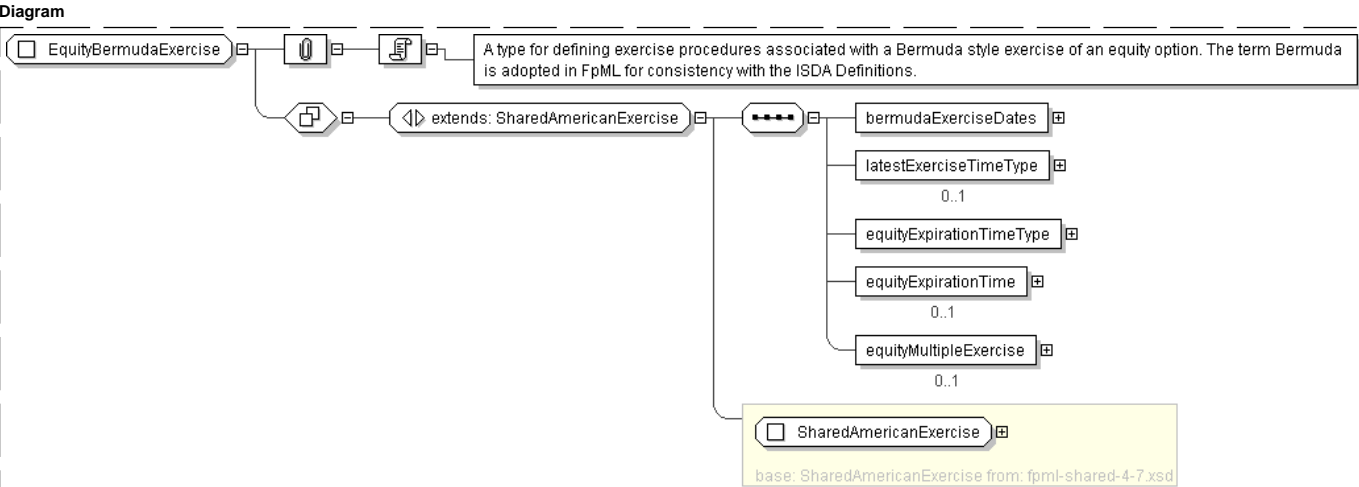 Diagram
EquityBermudaExercise
A type for defining exercise procedures associated with a Bermuda style exercise of an equity option. The term Bermuda
is adopted in FpML for consistency with the ISDA Definitions.
extends: SharedAmericanExercise
bermudaExerciseDates
latestExerciseTimeType
0..1
equityExpirationTimeType
equityExpirationTime
0..1
equityMultipleExercise
0..1
SharedAmericanExercise
base: SharedAmericanExercise from: fpml-shared-4-7.xsd